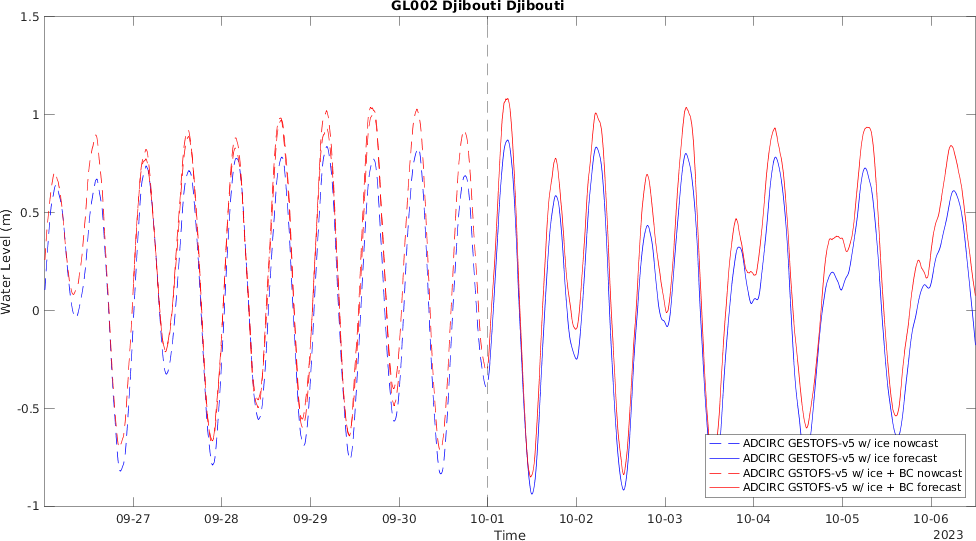 GL002 Djibouti Djibouti
1.5
1
0.5
0
-0.5
-1
Water Level (m)
09-27 09-28 09-29 09-30 10-01 10-02 10-03 10-04 10-05 10-06
Time
2023
ADCIRC GESTOFS-v5 w/ ice nowcast
ADCIRC GESTOFS-v5 w/ ice forecast
ADCIRC GSTOFS-v5 w/ ice + BC nowcast
ADCIRC GSTOFS-v5 w/ ice + BC forecast